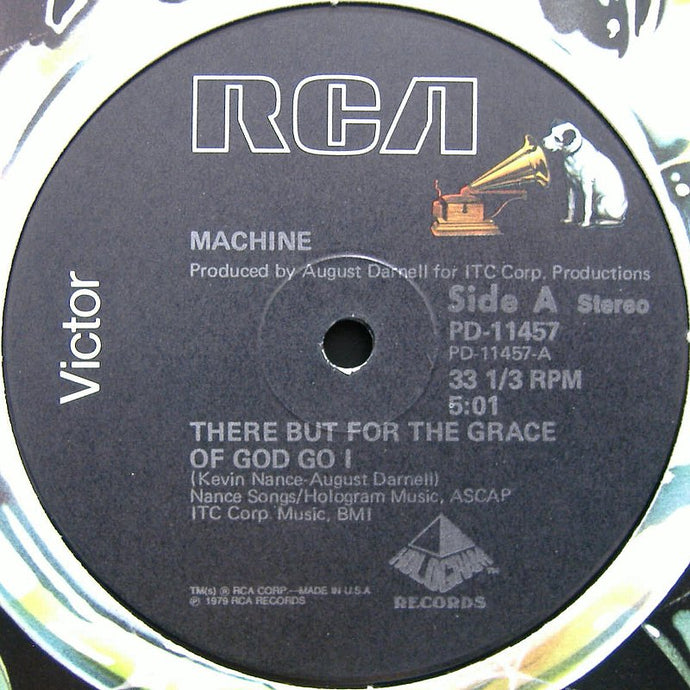 RCA
Victor
MACHINE
Produced by August Darnell for ITC Corp. Productions
Side A Stereo
PD-11457
PD-11457-A
33 1/3 RPM
5:01
THERE BUT FOR THE GRACE
OF GOD GO I
(Kevin Nance-August Darnell)
Nance Songs/Hologram Music, ASCAP
ITC Corp. Music, BMI
HOLOGRAM
RECORDS
TM(s) ® RCA CORP.—MADE IN U.S.A
℗ 1979 RCA RECORDS